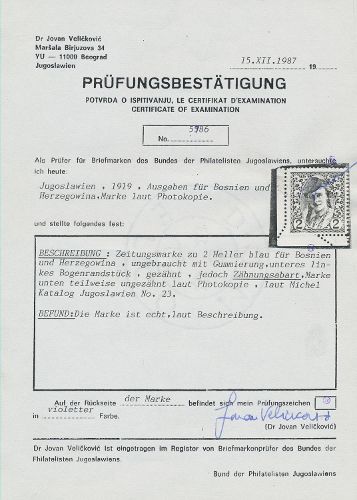 Dr Jovan Veličković
Maršala Birjuzova 34
YU — 11000 Beograd
Jugoslawien
15.XII.1987 19
PRÜFUNGSBESTÄTIGUNG
POTVRDA O ISPITIVANJU, LE CERTIFIKAT D'EXAMINATION
CERTIFICATE OF EXAMINATION
No. 5986
Als Prüfer für Briefmarken des Bundes der Philatelisten Jugoslawiens, untersuchte
ich heute:
Jugoslawien , 1919 , Ausgaben für Bosnien und
Herzegowina.Marke laut Photokopie.
und stellte folgendes fest:
BESCHREIBUNG : Zeitungsmarke zu 2 Heller blau für Bosnien
und Herzegowina , ungebraucht mit Gummierung,unteres lin-
kes Bogenrandstück , gezähnt , jedoch Zähnungsabart,Marke
unten teilweise ungezähnt laut Photokopie , laut Michel
Katalog Jugoslawien No. 23.
BEFUND:Die Marke ist echt,laut Beschreibung.
Auf der Rückseite der Marke befindet sich mein Prüfungszeichen
in violetter Farbe.
Jovan Veličković
(Dr Jovan Veličković)
Dr Jovan Veličković ist eingetragen im Register von Briefmarkenprüfer des Bundes der
Philatelisten Jugoslawiens.
Bund der Philatelisten Jugoslawiens